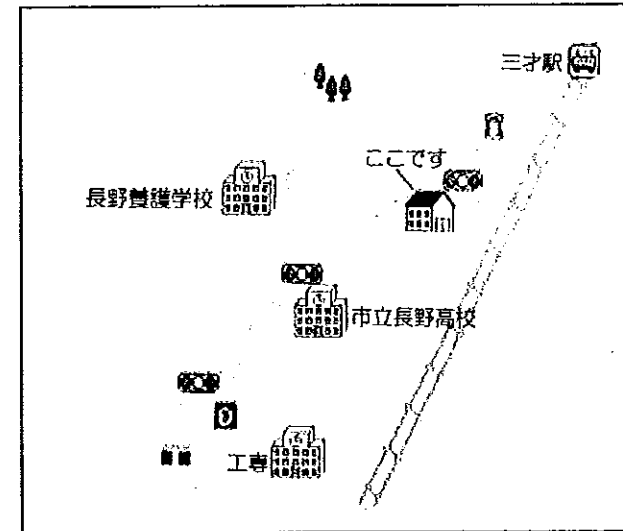 三才駅
ここです
長野養護学校
市立長野高校
工専